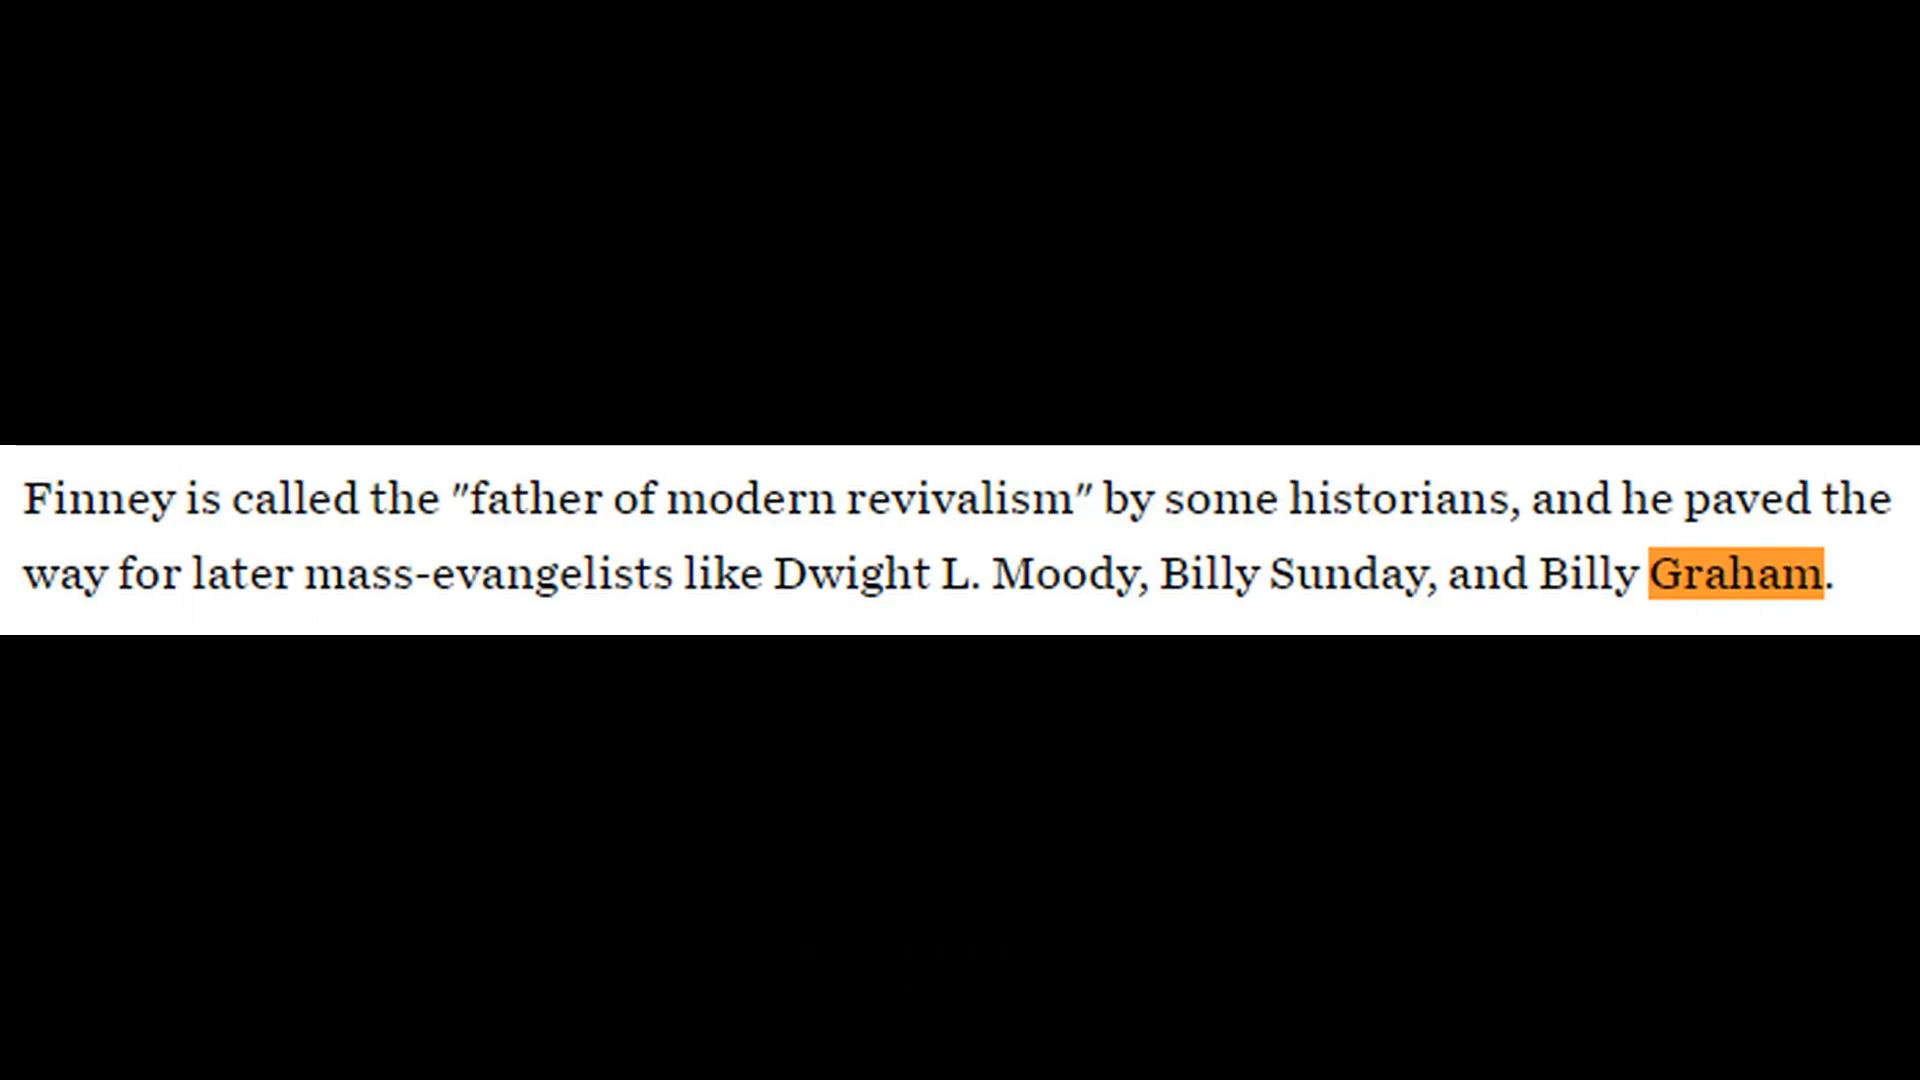 Finney is called the "father of modern revivalism" by some historians, and he paved the
way for later mass-evangelists like Dwight L. Moody, Billy Sunday, and Billy Graham.